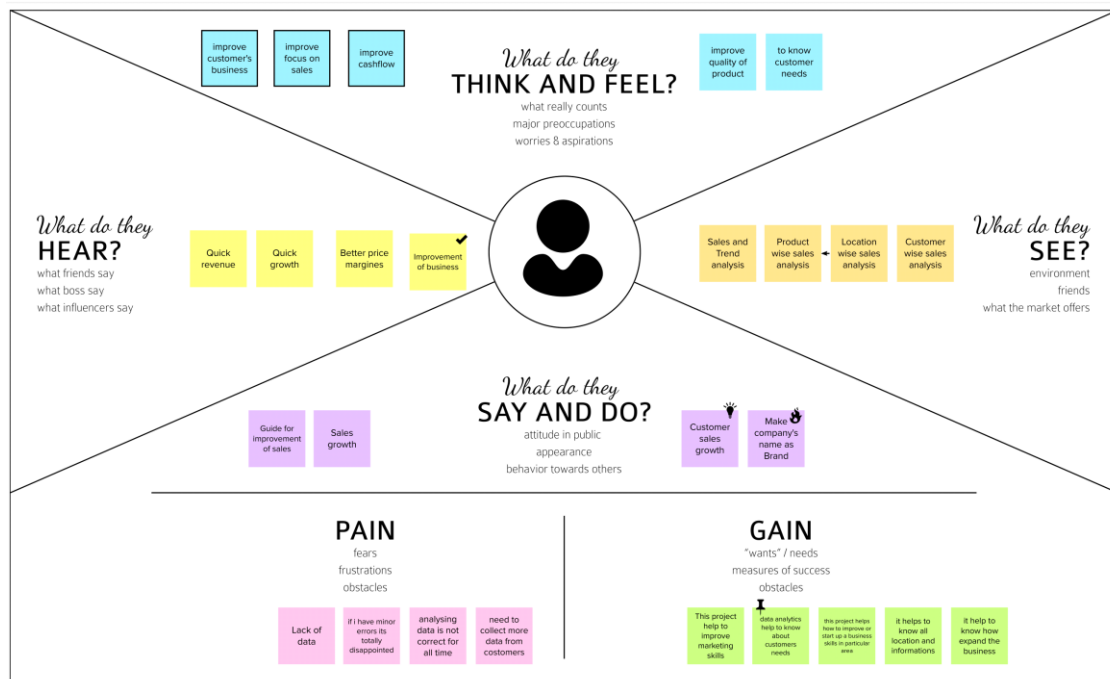 improve
customer's
business
improve
focus on
sales
improve
cashflow
What do they
THINK AND FEEL?
what really counts
major preoccupations
worries & aspirations
improve
quality of
product
to know
customer
needs
What do they
HEAR?
what friends say
what boss say
what influencers say
Quick
revenue
Quick
growth
Better price
margines
Improvement
of business
Sales and
Trend
analysis
Product
wise sales
analysis
Location
wise sales
analysis
Customer
wise sales
analysis
What do they
SEE?
environment
friends
what the market offers
What do they
SAY AND DO?
attitude in public
appearance
behavior towards others
Guide for
improvement
of sales
Sales
growth
Customer
sales
growth
Make
company's
name as
Brand
PAIN
fears
frustrations
obstacles
Lack of
data
if i have minor
errors its
totally
disappointed
analysing
data is not
correct for
all time
need to
collect more
data from
costomers
GAIN
"wants" / needs
measures of success
obstacles
This project
help to
improve
marketing
skills
data analytics
help to know
about
customers
needs
this project helps
how to improve or
start up a business
skills in particular
area
it helps to
know all
location and
informations
it help to
know how
expand the
business